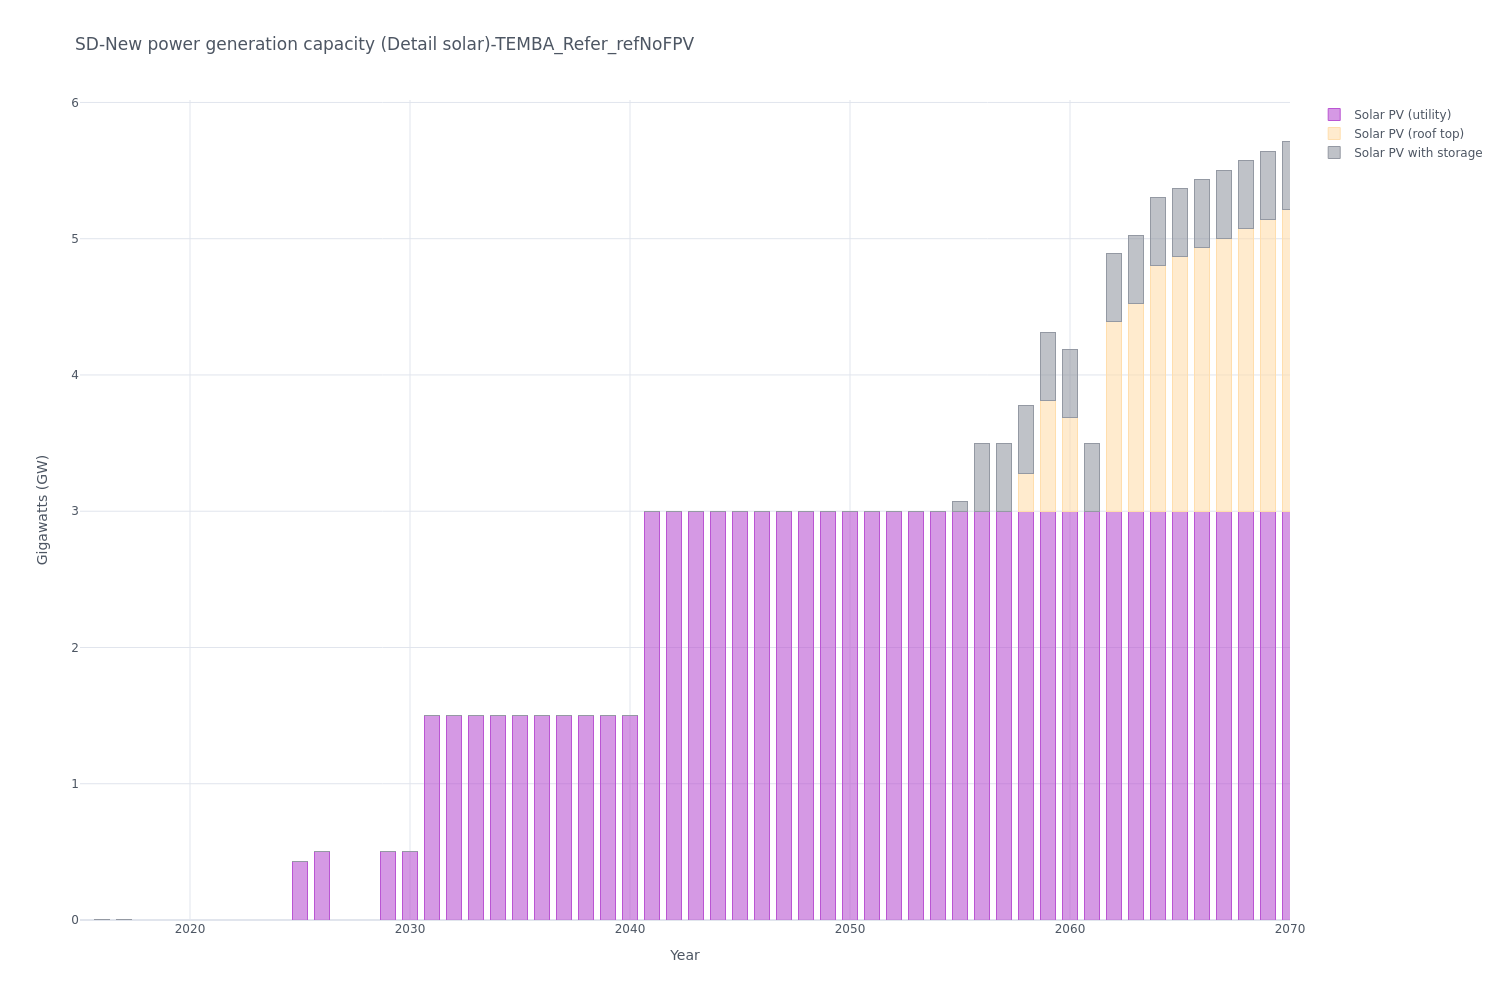 SD-New power generation capacity (Detail solar)-TEMBA_Refer_refNoFPV
Solar PV (utility)
Solar PV (roof top)
Solar PV with storage
Gigawatts (GW)
6
5
4
3
2
1
0
2020 2030 2040 2050 2060 2070
Year